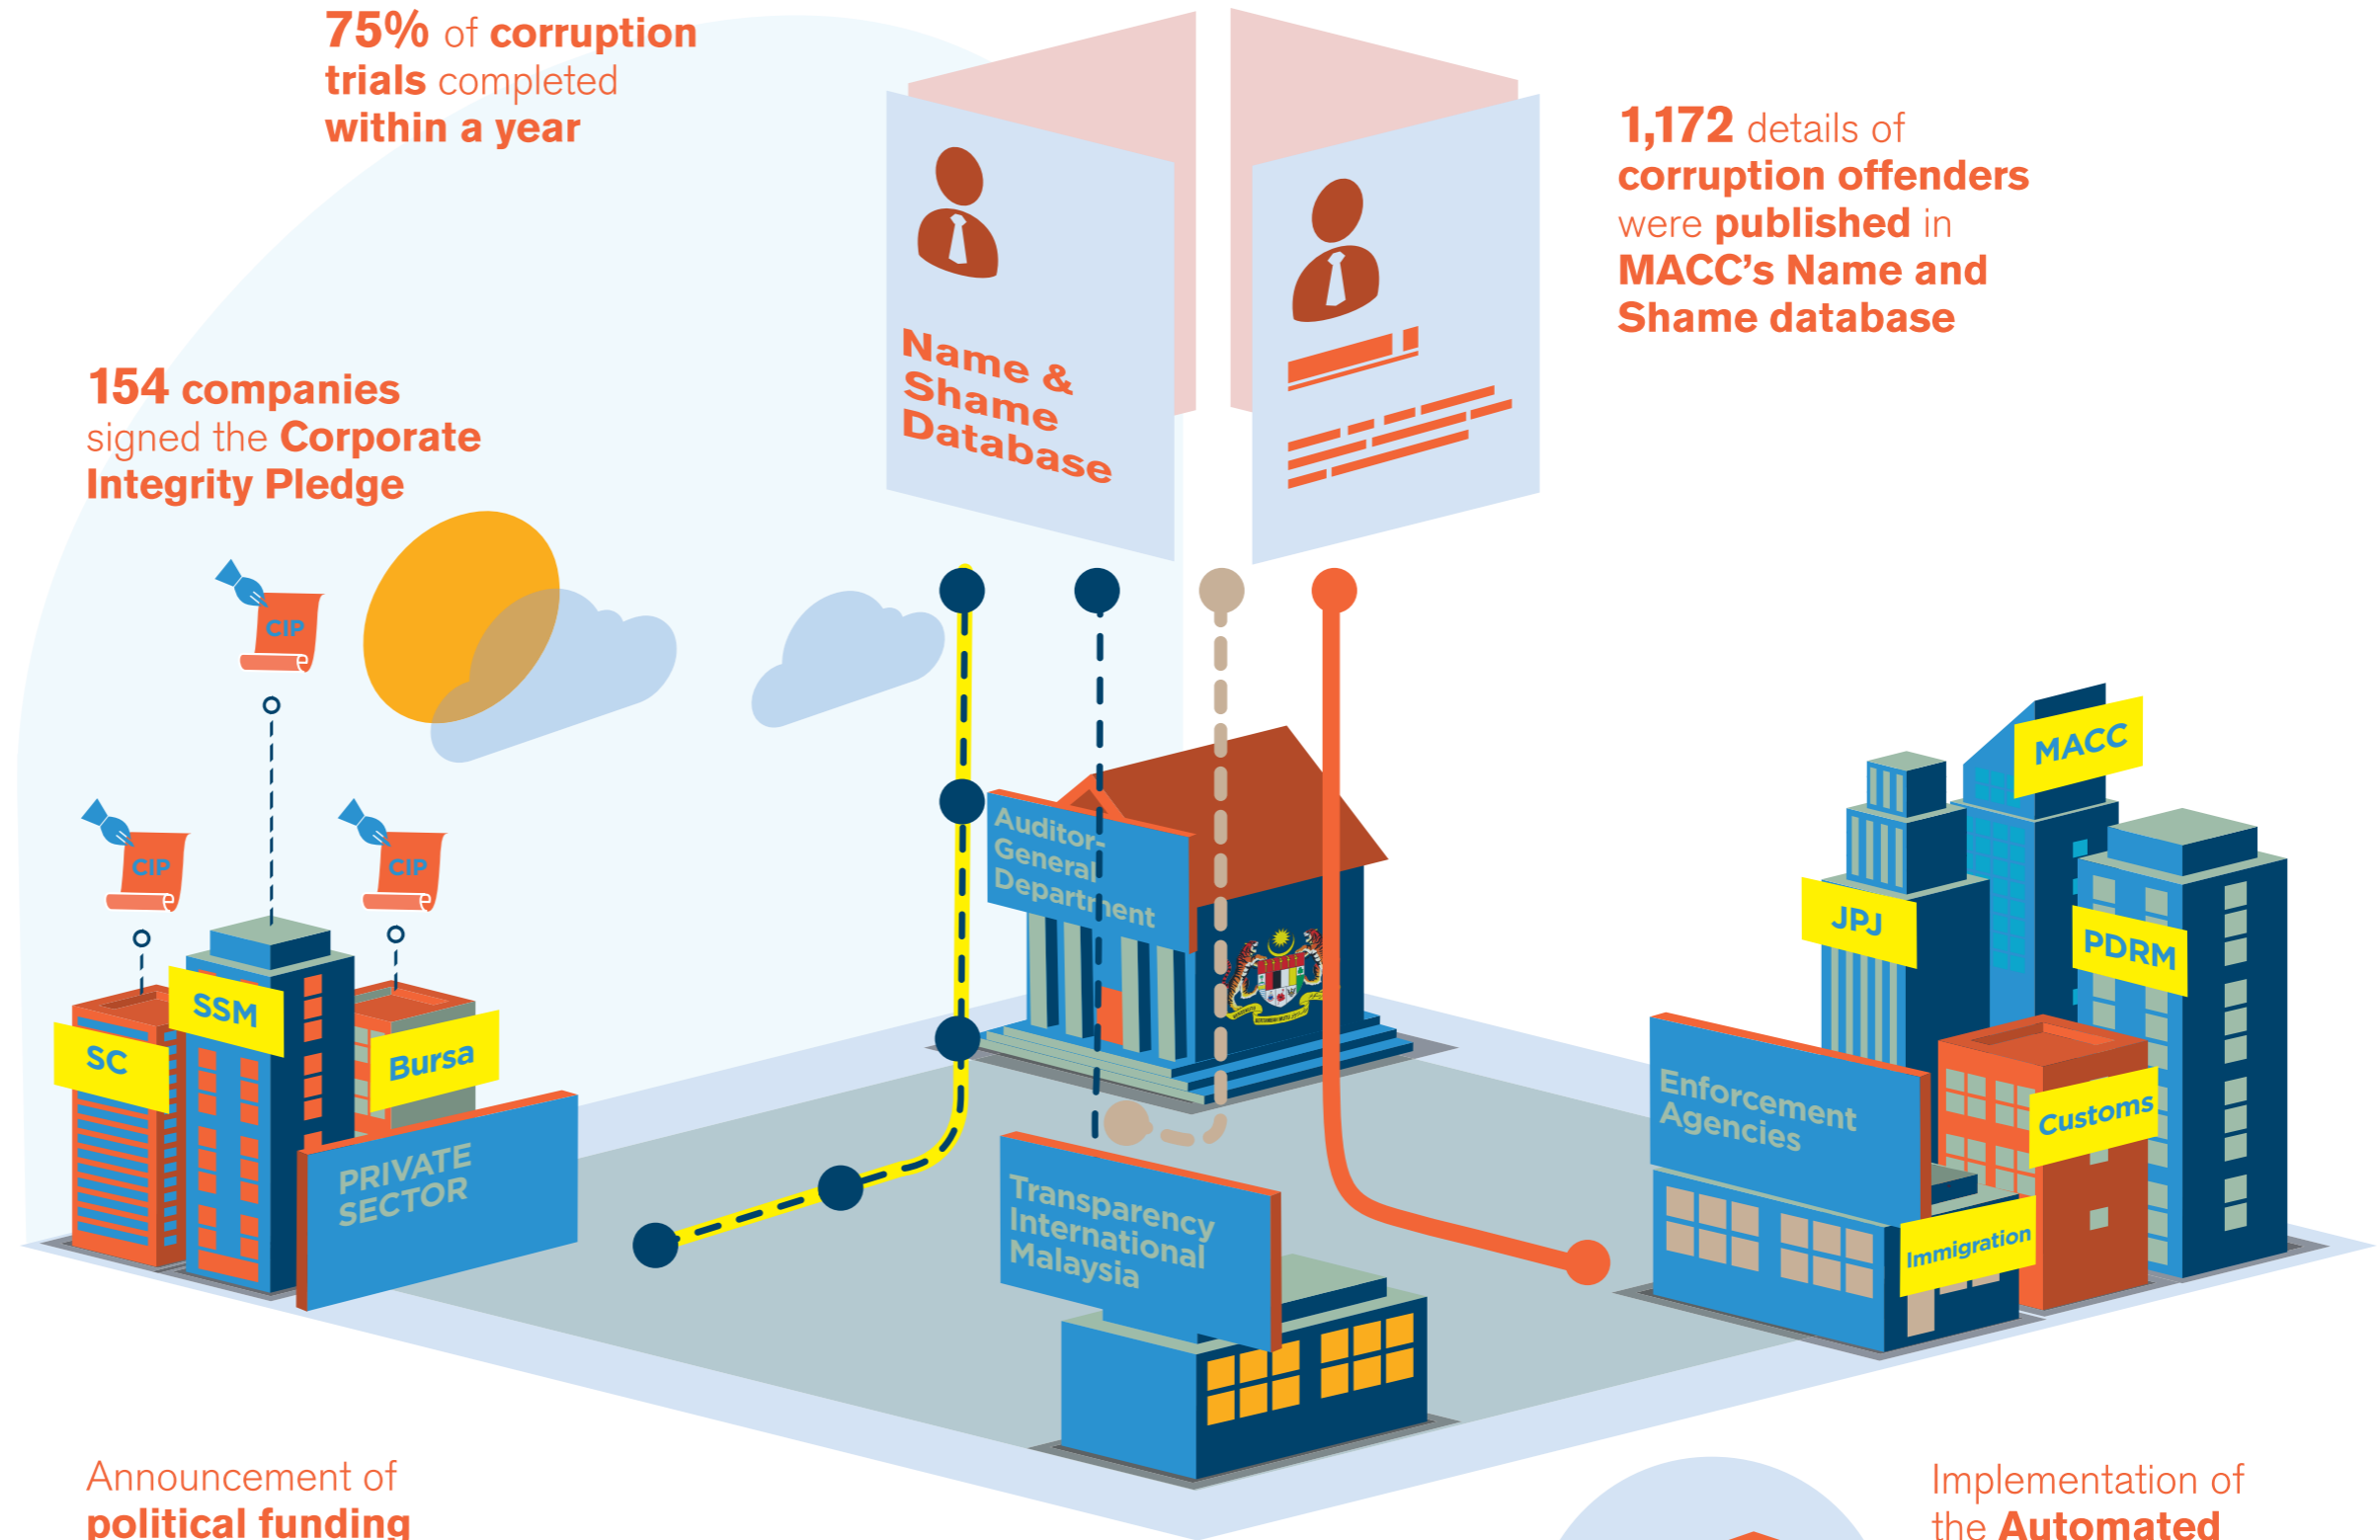 75% of corruption
trials completed
within a year
1,172 details of
corruption offenders
were published in
MACC's Name and
Shame database
Name &
Shame
Database
154 companies
signed the Corporate
Integrity Pledge
CIP
CIP
CIP
SC
SSM
Bursa
PRIVATE
SECTOR
Auditor-
General
Department
Transparency
International
Malaysia
MACC
JPJ
PDRM
Enforcement
Agencies
Customs
Immigration
Announcement of
political funding
Implementation of
the Automated